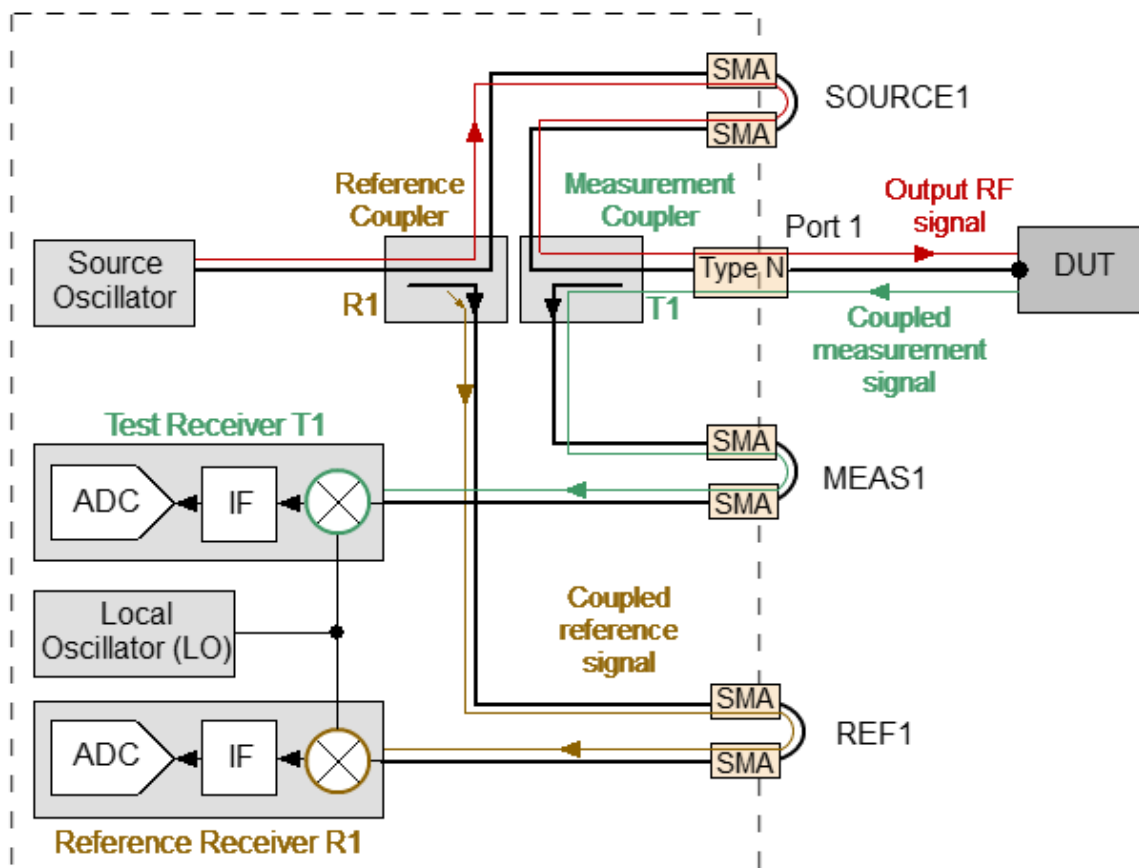 SMA
SOURCE1
SMA
Reference
Coupler
Measurement
Coupler
Output RF
signal
Port 1
Source
Oscillator
Type N
DUT
R1
T1
Coupled
measurement
signal
Test Receiver T1
SMA
MEAS1
ADC
IF
SMA
Local
Oscillator (LO)
Coupled
reference
signal
SMA
REF1
ADC
IF
SMA
Reference Receiver R1